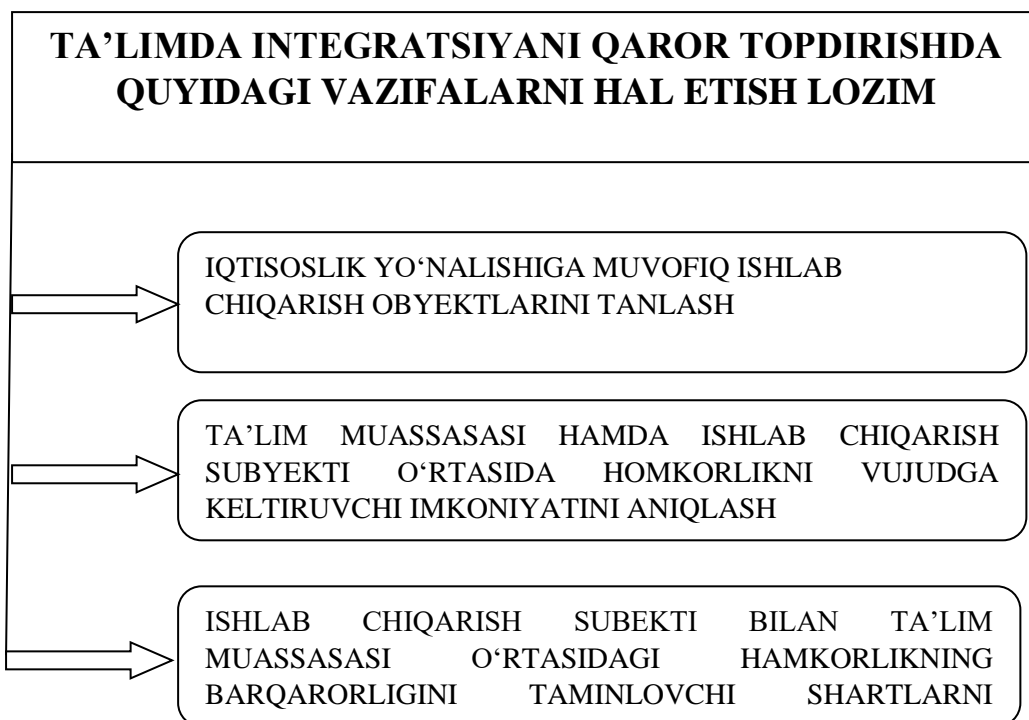 TA’LIMDA INTEGRATSIYANI QAROR TOPDIRISHDA
QUYIDAGI VAZIFALARNI HAL ETISH LOZIM
IQTISOSLIK YO‘NALISHIGA MUVOFIQ ISHLAB
CHIQARISH OBYEKTLARINI TANLASH
TA’LIM MUASSASASI HAMDA ISHLAB CHIQARISH
SUBYEKTI O‘RTASIDA HOMKORLIKNI VUJUDGA
KELTIRUVCHI IMKONIYATINI ANIQLASH
ISHLAB CHIQARISH SUBEKTI BILAN TA’LIM
MUASSASASI O‘RTASIDAGI HAMKORLIKNING
BARQARORLIGINI TAMINLOVCHI SHARTLARNI